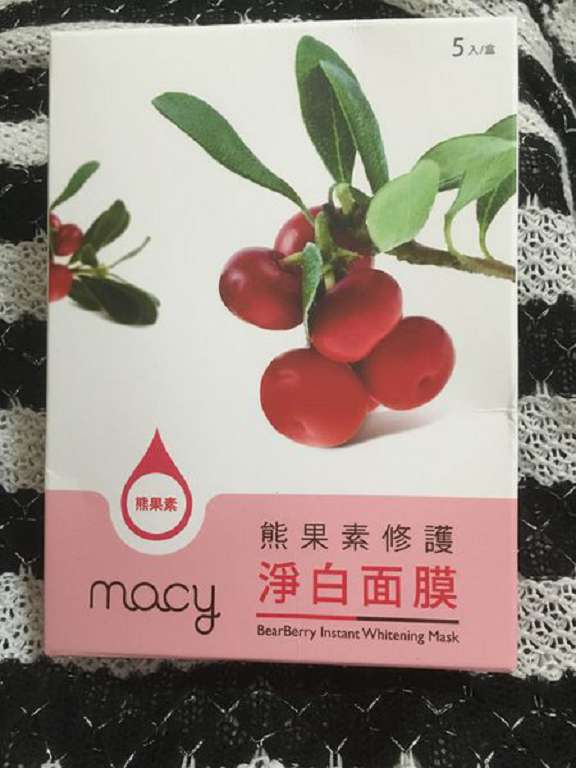 5入/盒
熊果素
熊果素修護
macy
淨白面膜
BearBerry Instant Whitening Mask